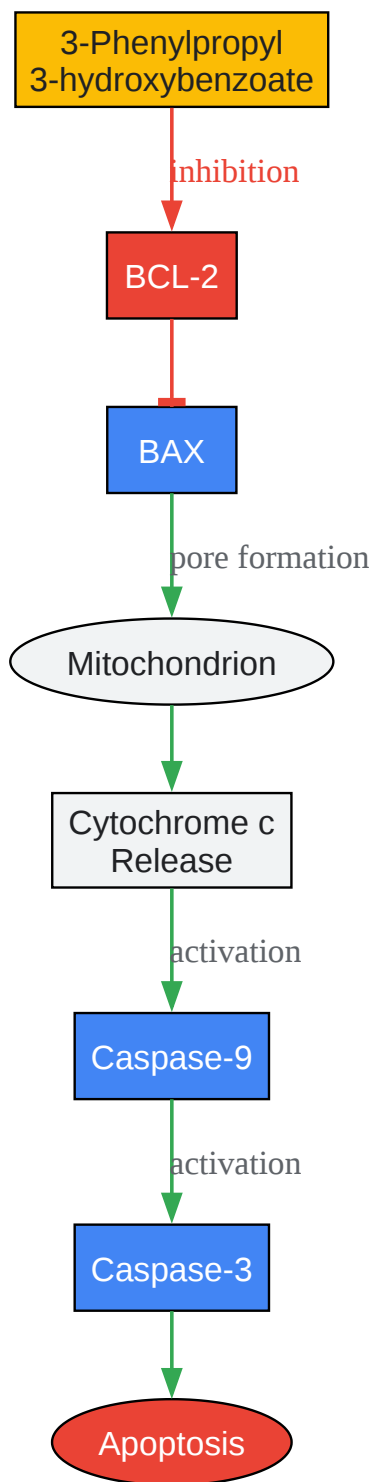 3-Phenylpropyl
3-hydroxybenzoate
inhibition
BCL-2
BAX
pore formation
Mitochondrion
Cytochrome c
Release
activation
Caspase-9
activation
Caspase-3
Apoptosis